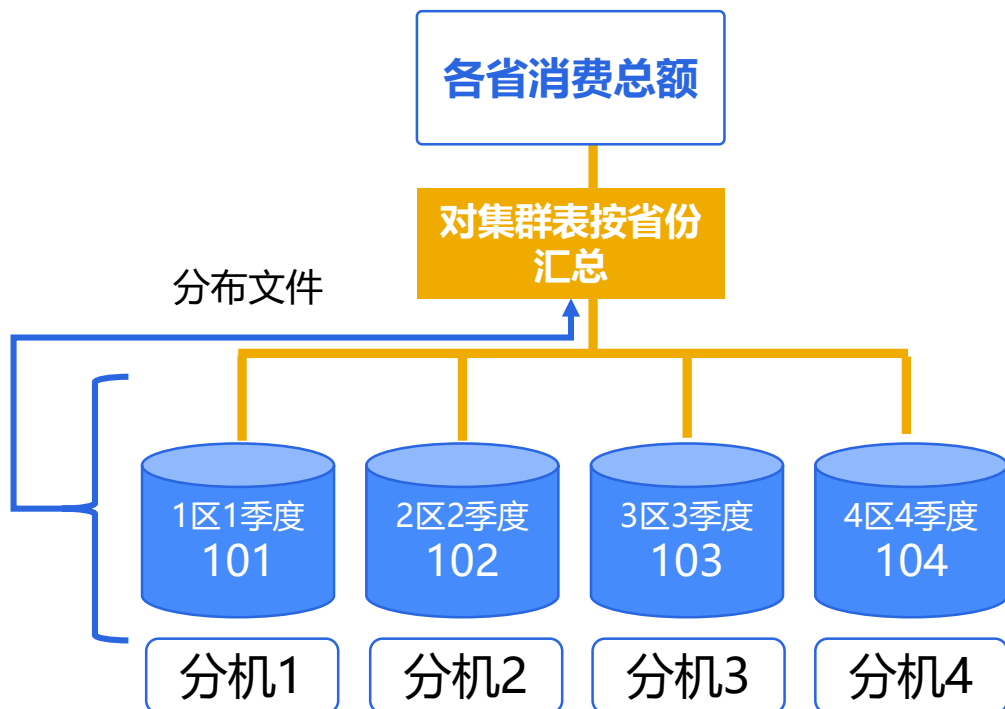 各省消费总额
对集群表按省份
汇总
分布文件
1区1季度
101
2区2季度
102
3区3季度
103
4区4季度
104
分机1
分机2
分机3
分机4